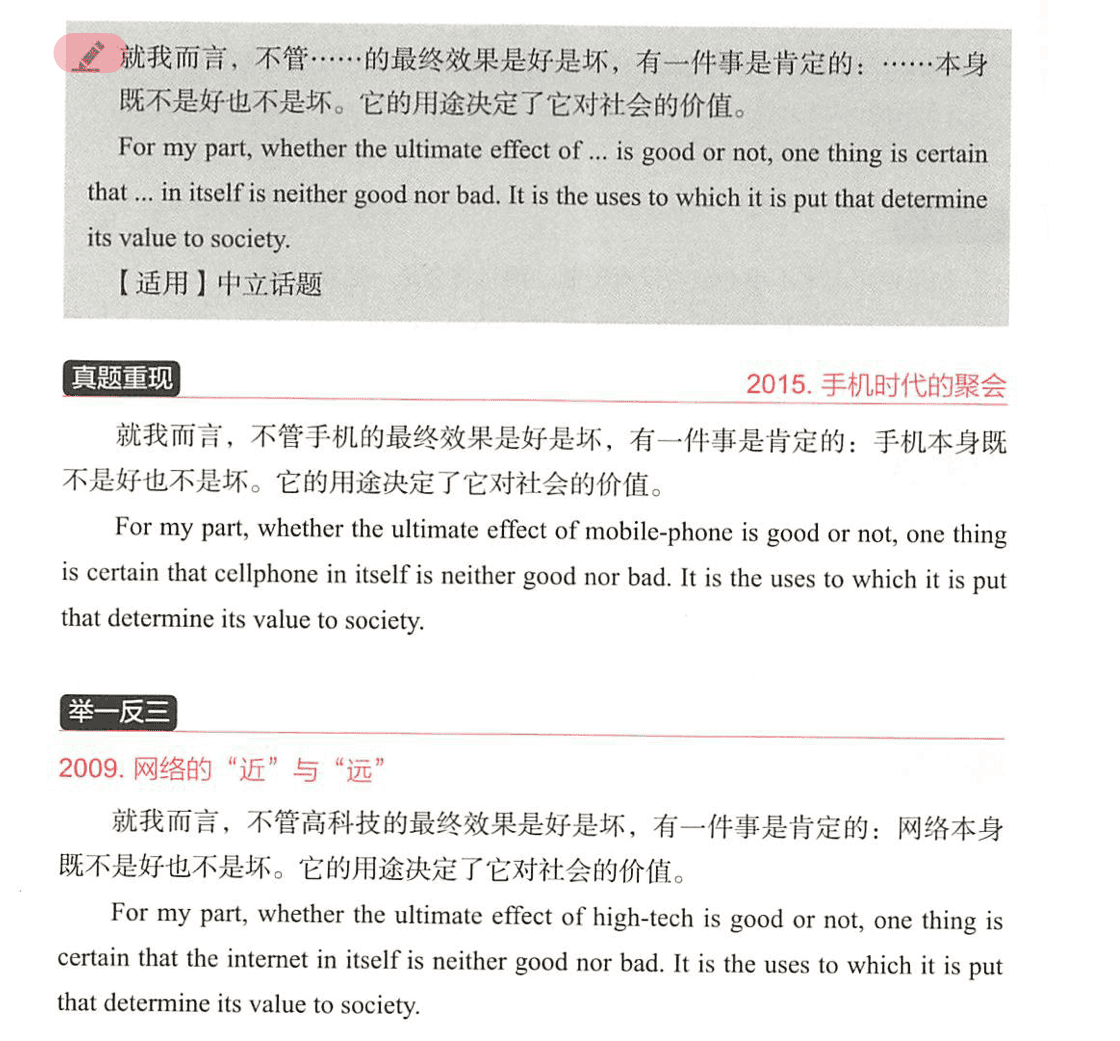 就我而言，不管……的最终效果是好是坏，有一件事是肯定的：……本身
既不是好也不是坏。它的用途决定了它对社会的价值。
For my part, whether the ultimate effect of ... is good or not, one thing is certain
that ... in itself is neither good nor bad. It is the uses to which it is put that determine
its value to society.
【适用】中立话题
真题重现
2015. 手机时代的聚会
就我而言，不管手机的最终效果是好是坏，有一件事是肯定的：手机本身既
不是好也不是坏。它的用途决定了它对社会的价值。
For my part, whether the ultimate effect of mobile-phone is good or not, one thing
is certain that cellphone in itself is neither good nor bad. It is the uses to which it is put
that determine its value to society.
举一反三
2009. 网络的“近”与“远”
就我而言，不管高科技的最终效果是好是坏，有一件事是肯定的：网络本身
既不是好也不是坏。它的用途决定了它对社会的价值。
For my part, whether the ultimate effect of high-tech is good or not, one thing is
certain that the internet in itself is neither good nor bad. It is the uses to which it is put
that determine its value to society.